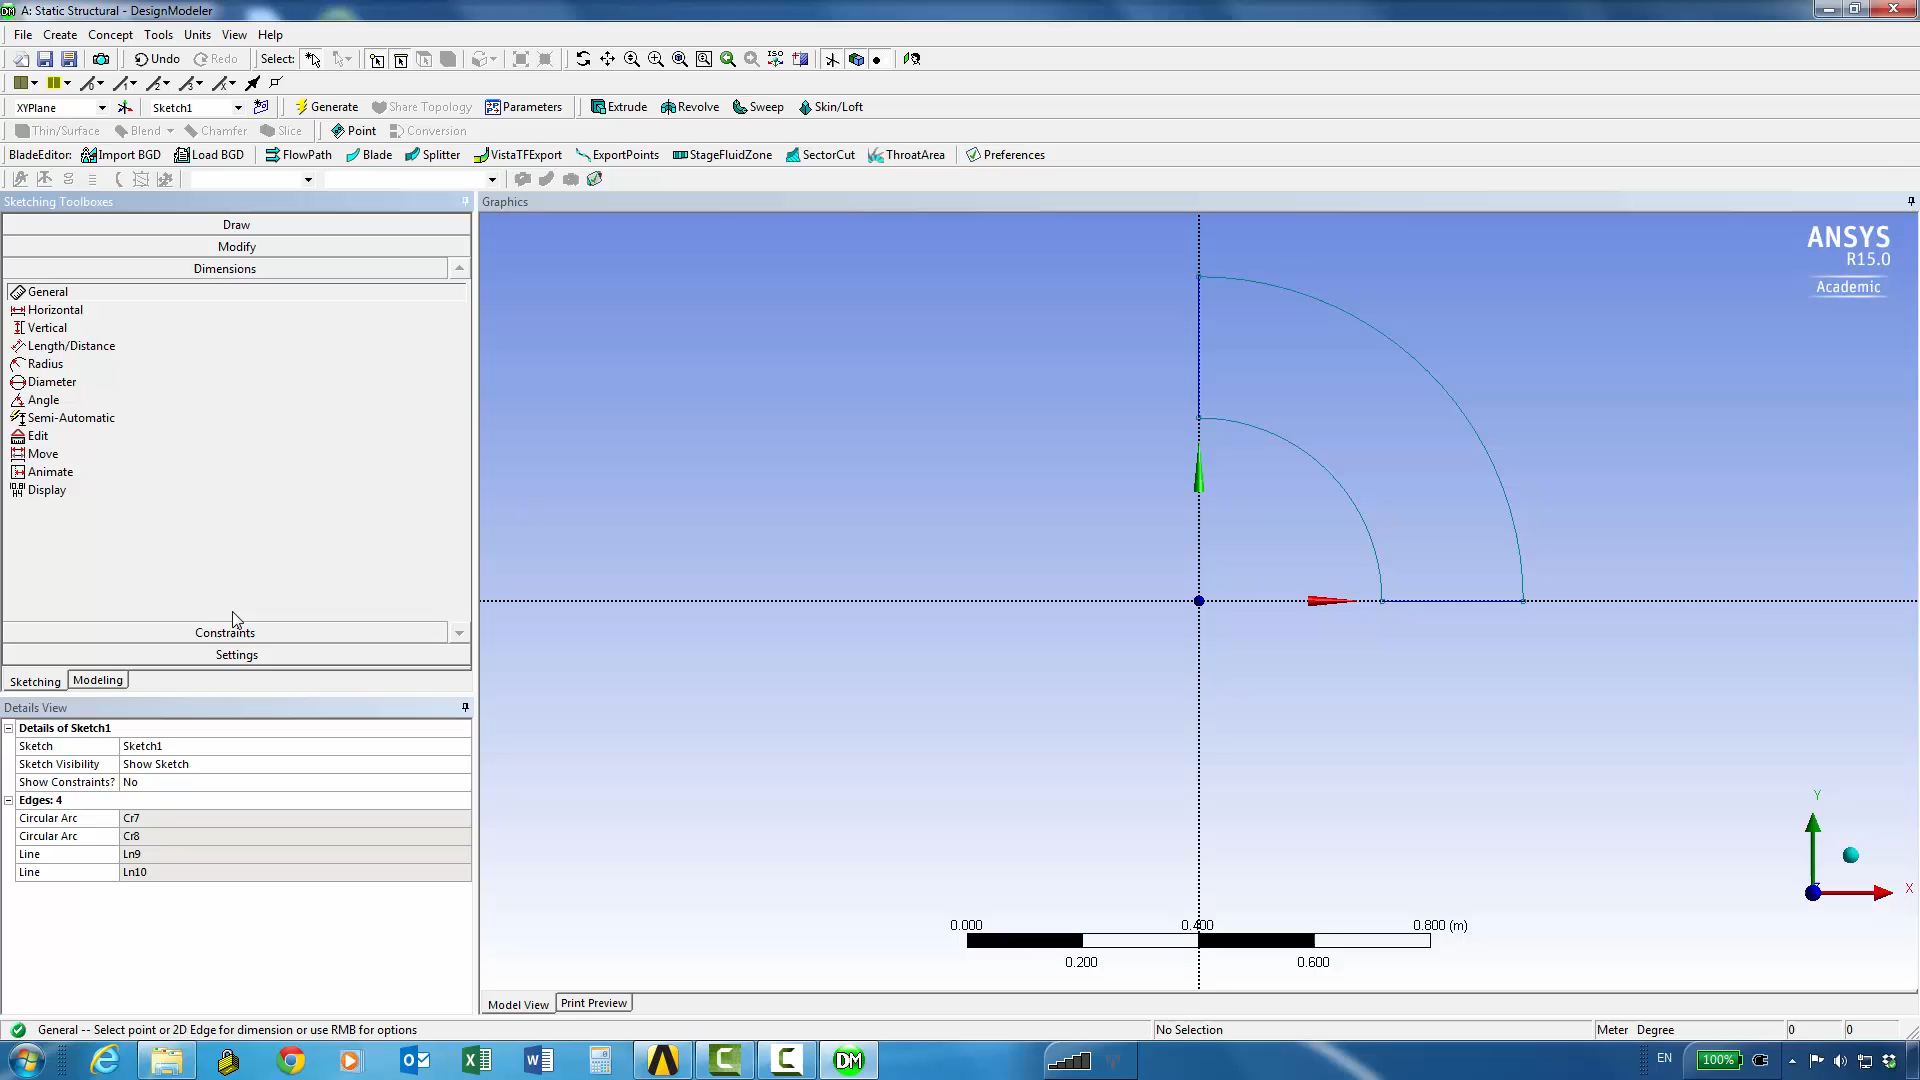 A: Static Structural - DesignModeler
File Create Concept Tools Units View Help
Undo Redo Select: ISO
XYPlane Sketch1 Generate Share Topology Parameters Extrude Revolve Sweep Skin/Loft
Thin/Surface Blend Chamfer Slice Point Conversion
BladeEditor: Import BGD Load BGD FlowPath Blade Splitter VistaTFExport ExportPoints StageFluidZone SectorCut ThroatArea Preferences
Sketching Toolboxes
Draw
Modify
Dimensions
General
Horizontal
Vertical
Length/Distance
Radius
Diameter
Angle
Semi-Automatic
Edit
Move
Animate
Display
Constraints
Settings
Sketching Modeling
Details View
Details of Sketch1
Sketch Sketch1
Sketch Visibility Show Sketch
Show Constraints? No
Edges: 4
Circular Arc Cr7
Circular Arc Cr8
Line Ln9
Line Ln10
Graphics
ANSYS
R15.0
Academic
Y
X
0.000 0.400 0.800 (m)
0.200 0.600
Model View Print Preview
General -- Select point or 2D Edge for dimension or use RMB for options No Selection Meter Degree 0 0
DM EN 100%